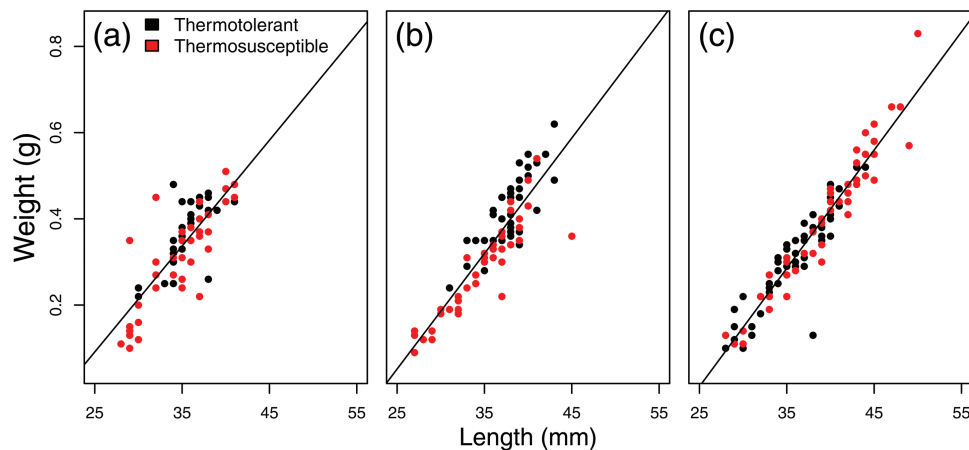 (a)
Thermotolerant
Thermosusceptible
(b)
(c)
Weight (g)
0.8
0.6
0.4
0.2
25 35 45 55 25 35 45 55 25 35 45 55
Length (mm)